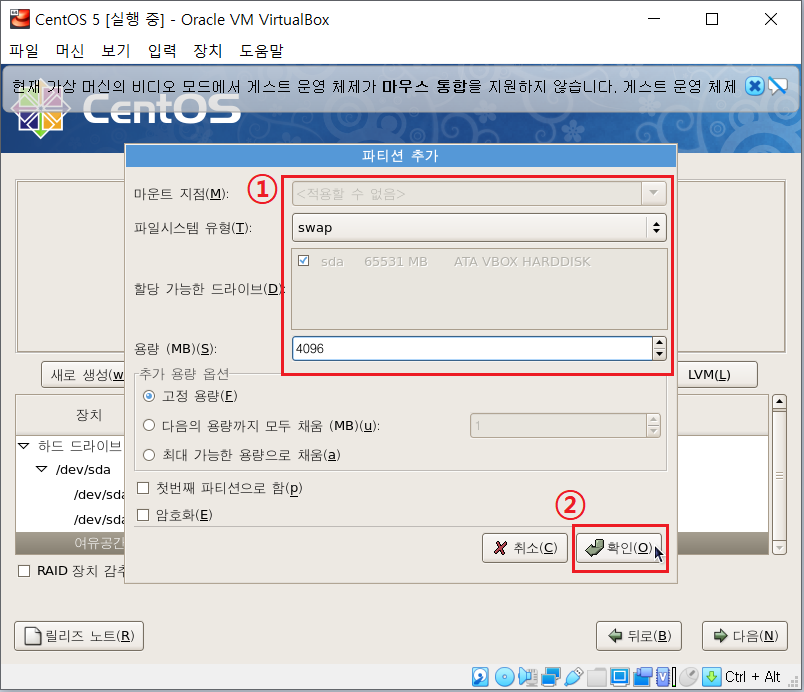 CentOS 5 [실행 중] - Oracle VM VirtualBox
파일 머신 보기 입력 장치 도움말
현재 가상 머신의 비디오 모드에서 게스트 운영 체제가 마우스 통합을 지원하지 않습니다. 게스트 운영 체제
CentOS
파티션 추가
마운트 지점(M): ① <적용할 수 없음>
파일시스템 유형(T): swap
할당 가능한 드라이브(D): sda 65531 MB ATA VBOX HARDDISK
용량 (MB)(S): 4096
새로 생성(w LVM(L)
추가 용량 옵션
고정 용량(F)
다음의 용량까지 모두 채움 (MB)(u): 1
최대 가능한 용량으로 채움(a)
첫번째 파티션으로 함(p)
암호화(E)
②
취소(C) 확인(O)
장치
하드 드라이브
/dev/sda
/dev/sda
/dev/sda
여유공간
RAID 장치 감추
릴리즈 노트(R) 뒤로(B) 다음(N)
Ctrl + Alt